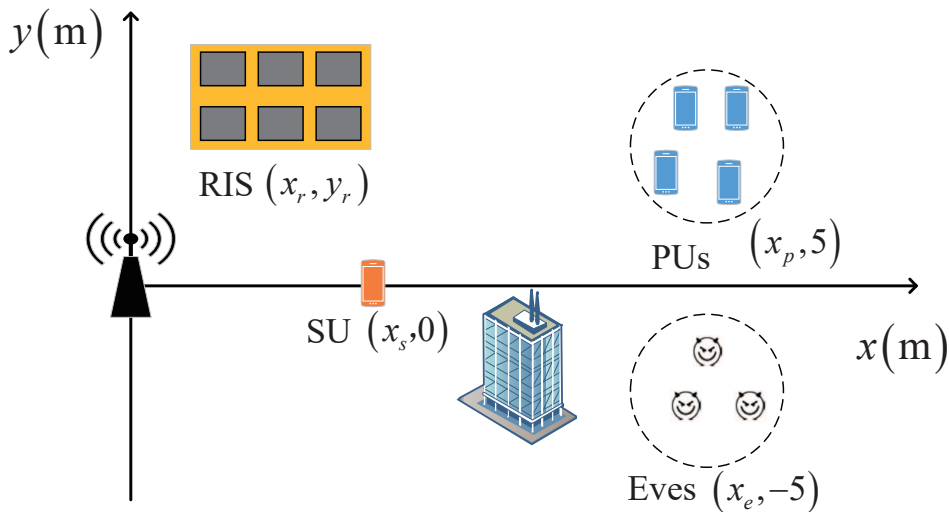 y(m)
RIS (x_r, y_r)
PUs (x_p, 5)
SU (x_s, 0)
x(m)
Eves (x_e, −5)